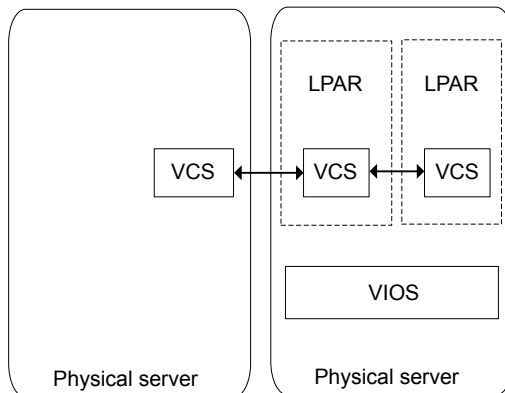 LPAR
LPAR
VCS
VCS
VCS
VIOS
Physical server
Physical server